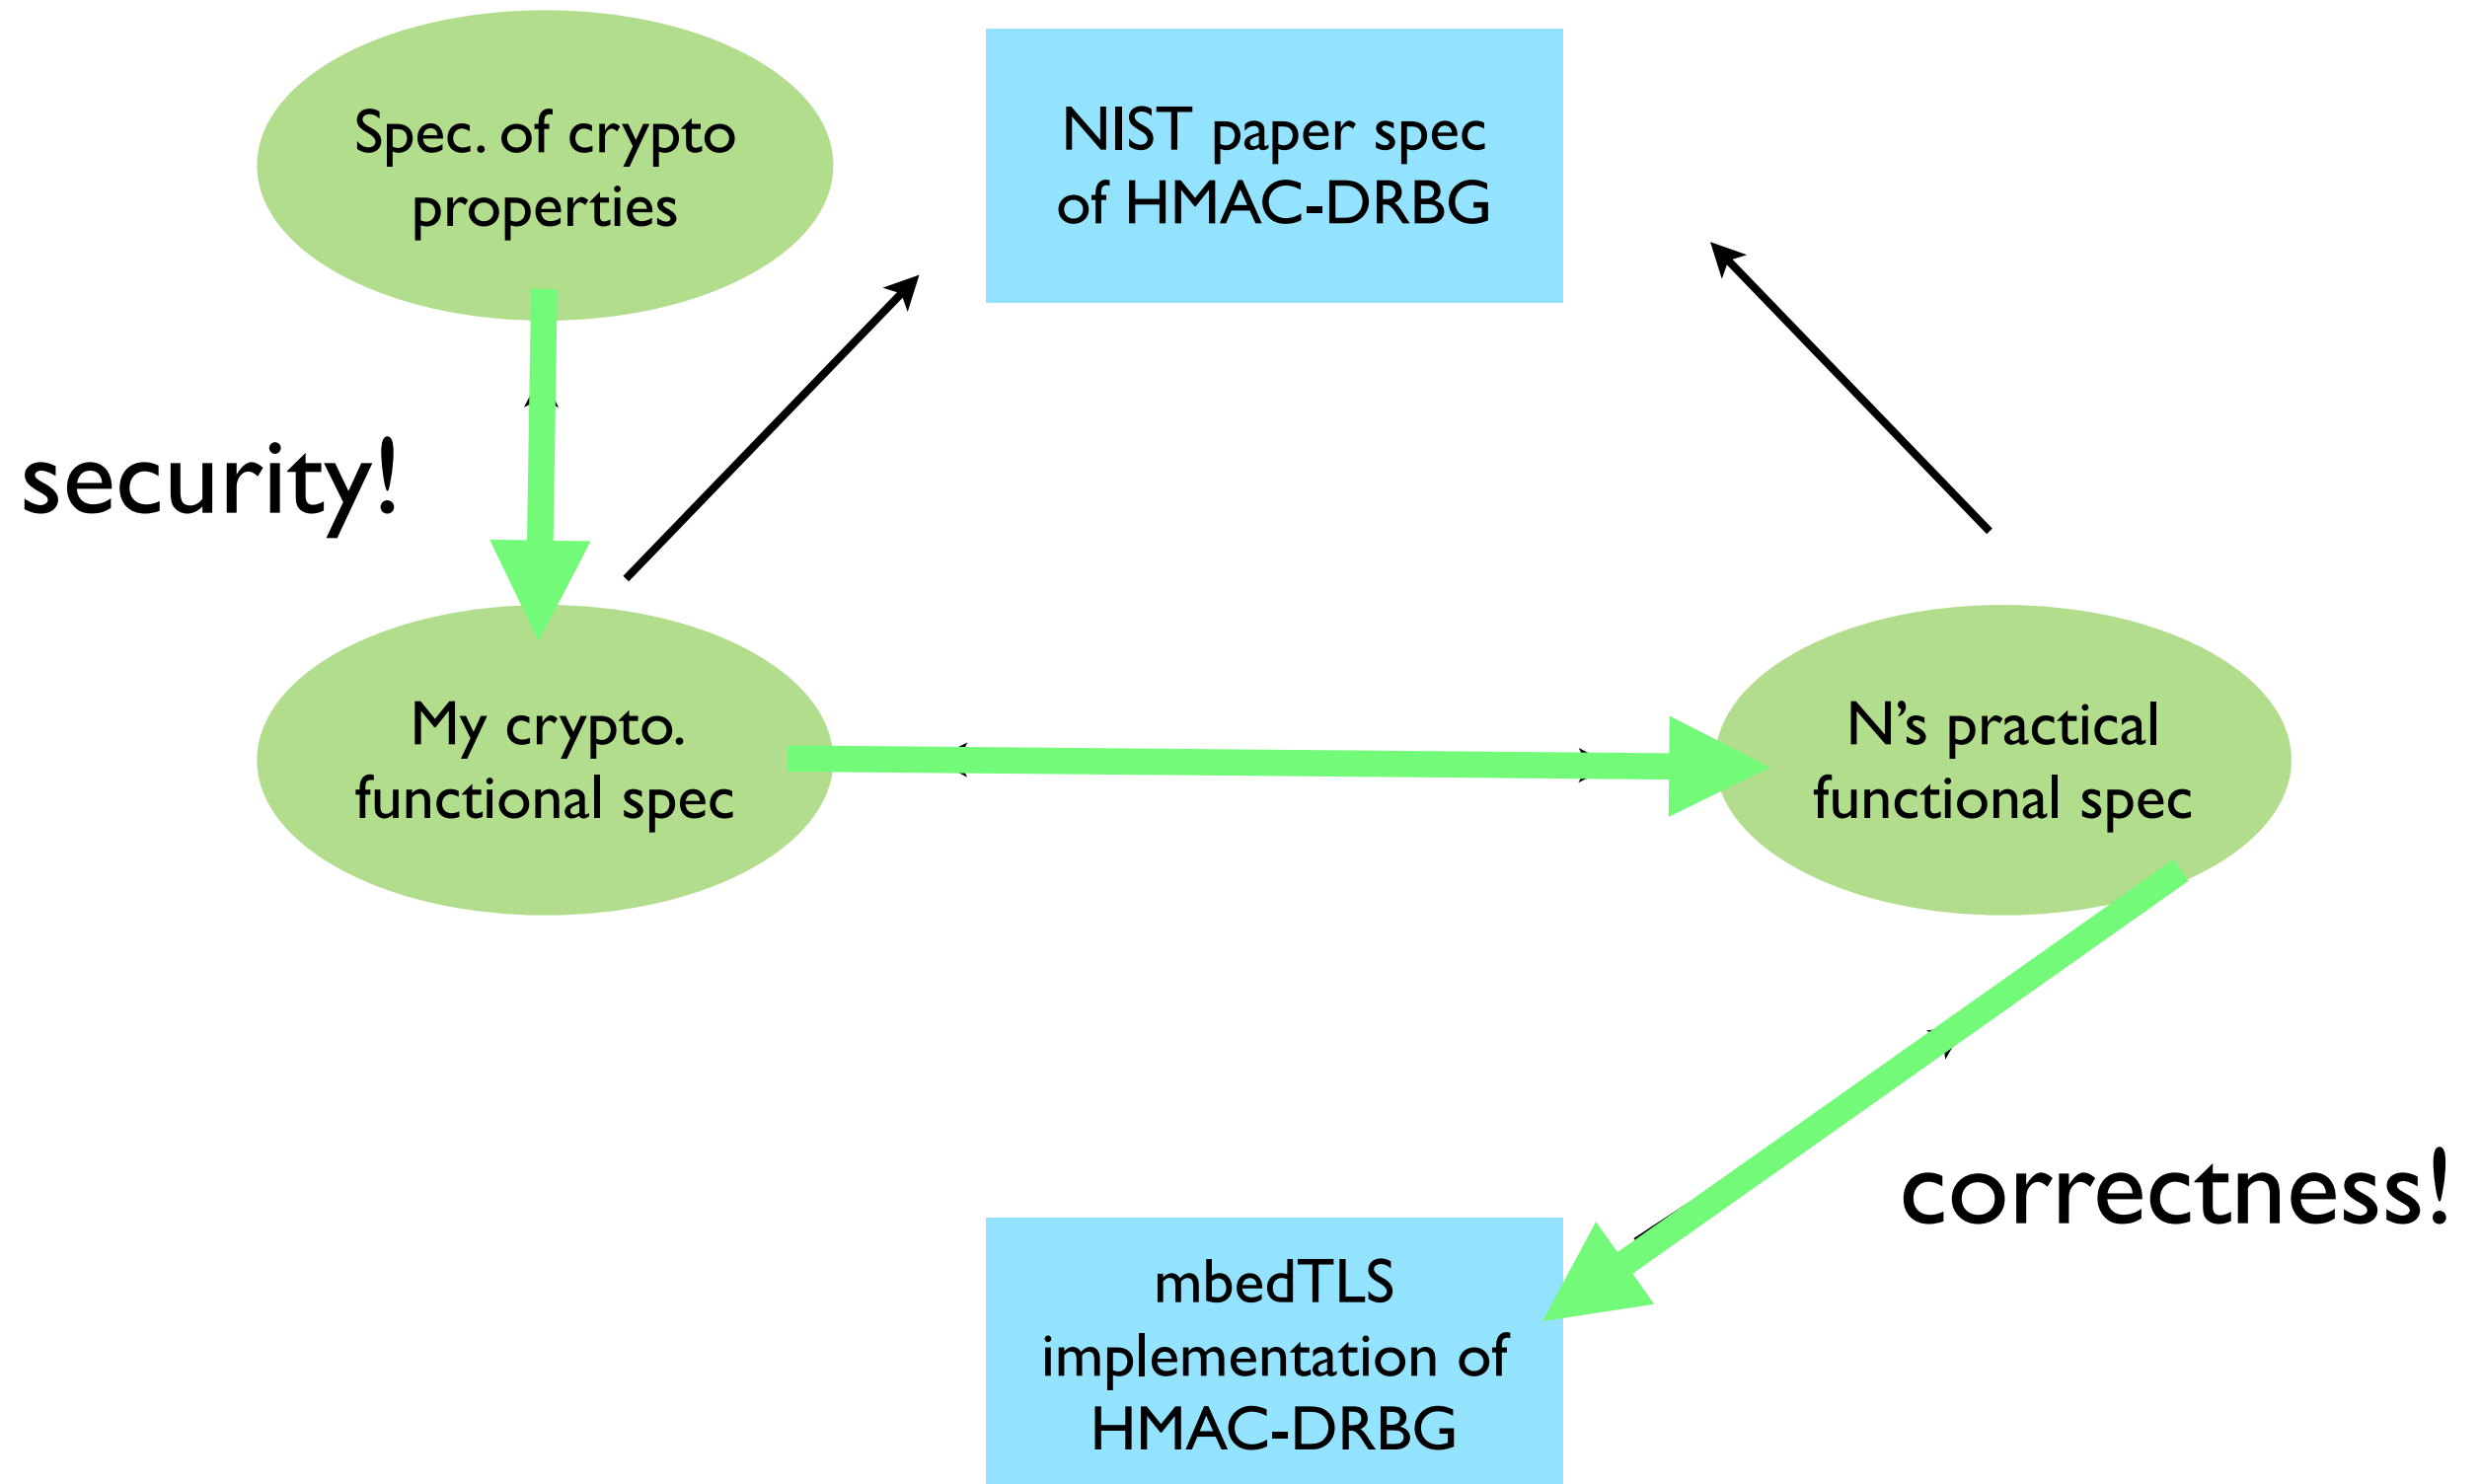 Spec. of crypto
properties
NIST paper spec
of HMAC-DRBG
security!
My crypto.
functional spec
N's practical
functional spec
correctness!
mbedTLS
implementation of
HMAC-DRBG